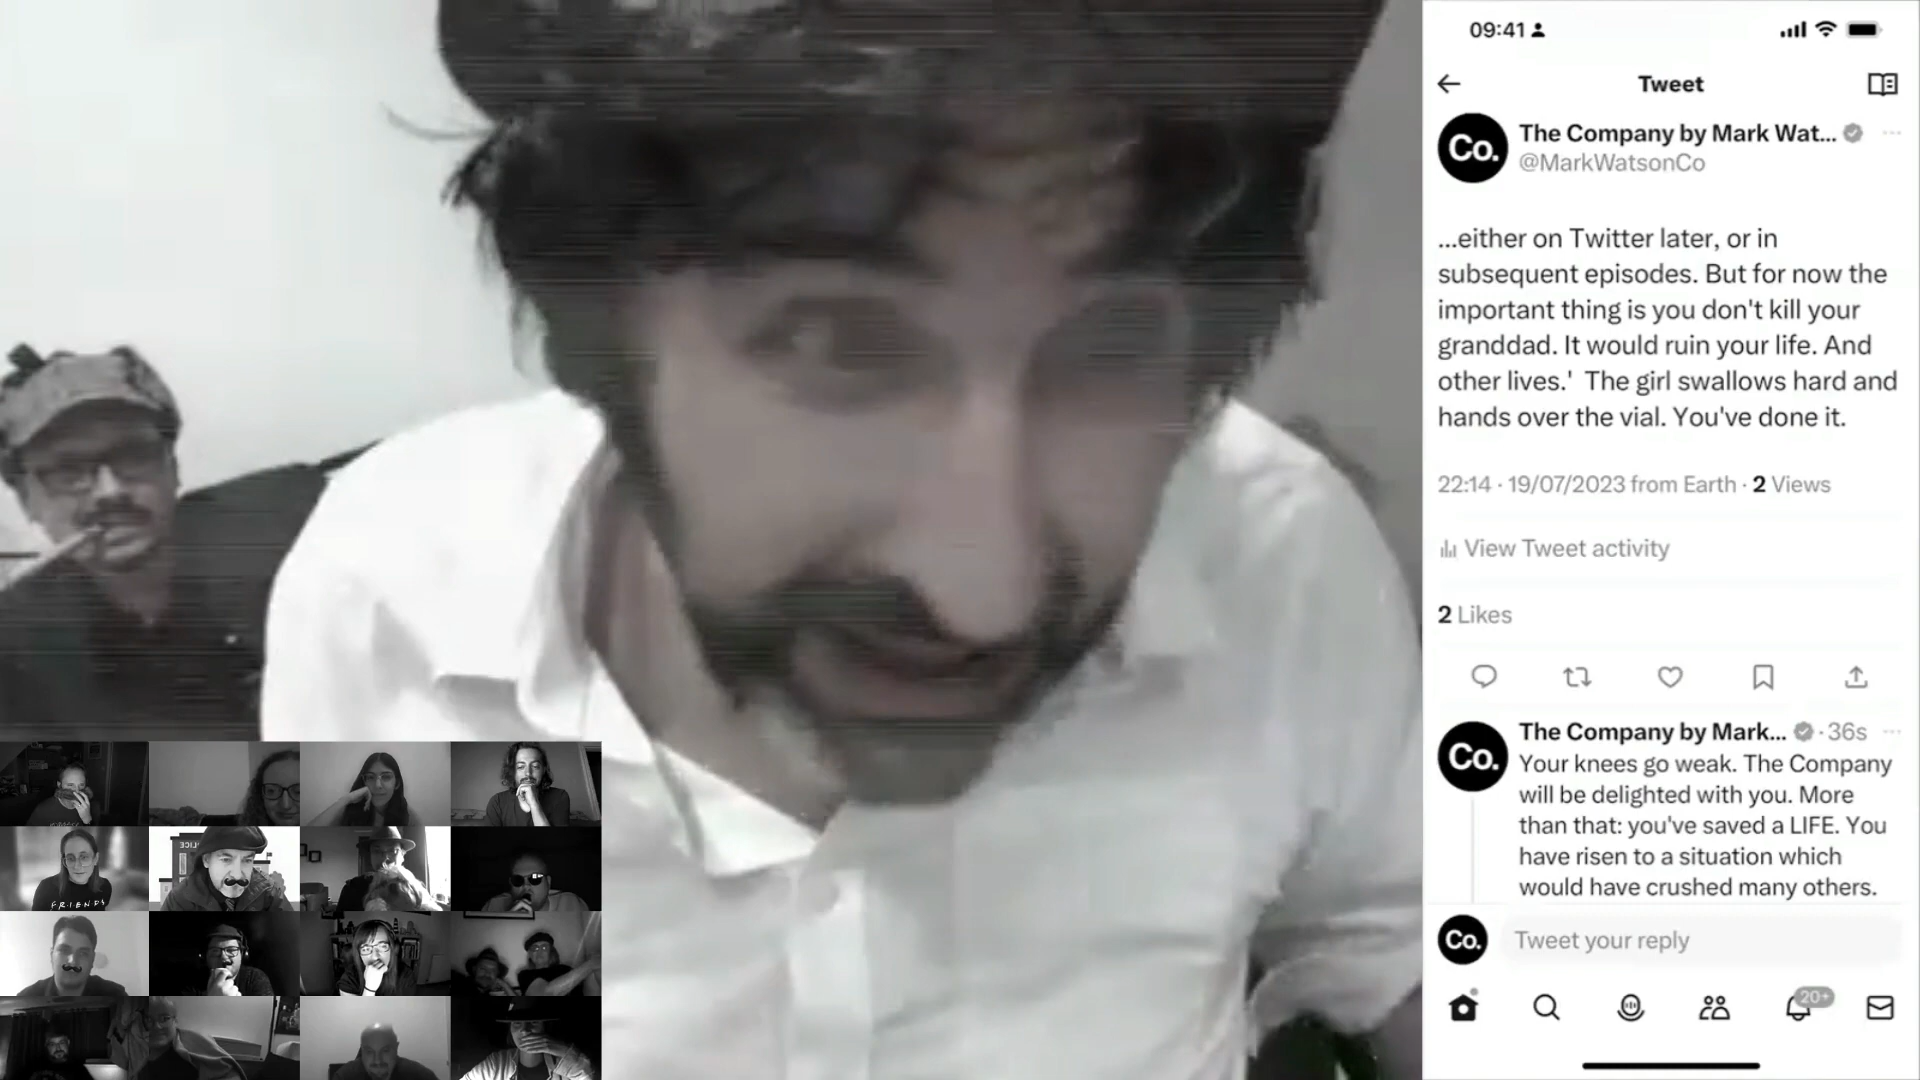 09:41
Tweet
Co.
The Company by Mark Wat...
@MarkWatsonCo
...either on Twitter later, or in
subsequent episodes. But for now the
important thing is you don't kill your
granddad. It would ruin your life. And
other lives.' The girl swallows hard and
hands over the vial. You've done it.
22:14 · 19/07/2023 from Earth · 2 Views
View Tweet activity
2 Likes
Co.
The Company by Mark... · 36s
Your knees go weak. The Company
will be delighted with you. More
than that: you've saved a LIFE. You
have risen to a situation which
would have crushed many others.
Co.
Tweet your reply
20+
F·R·I·E·N·D·S